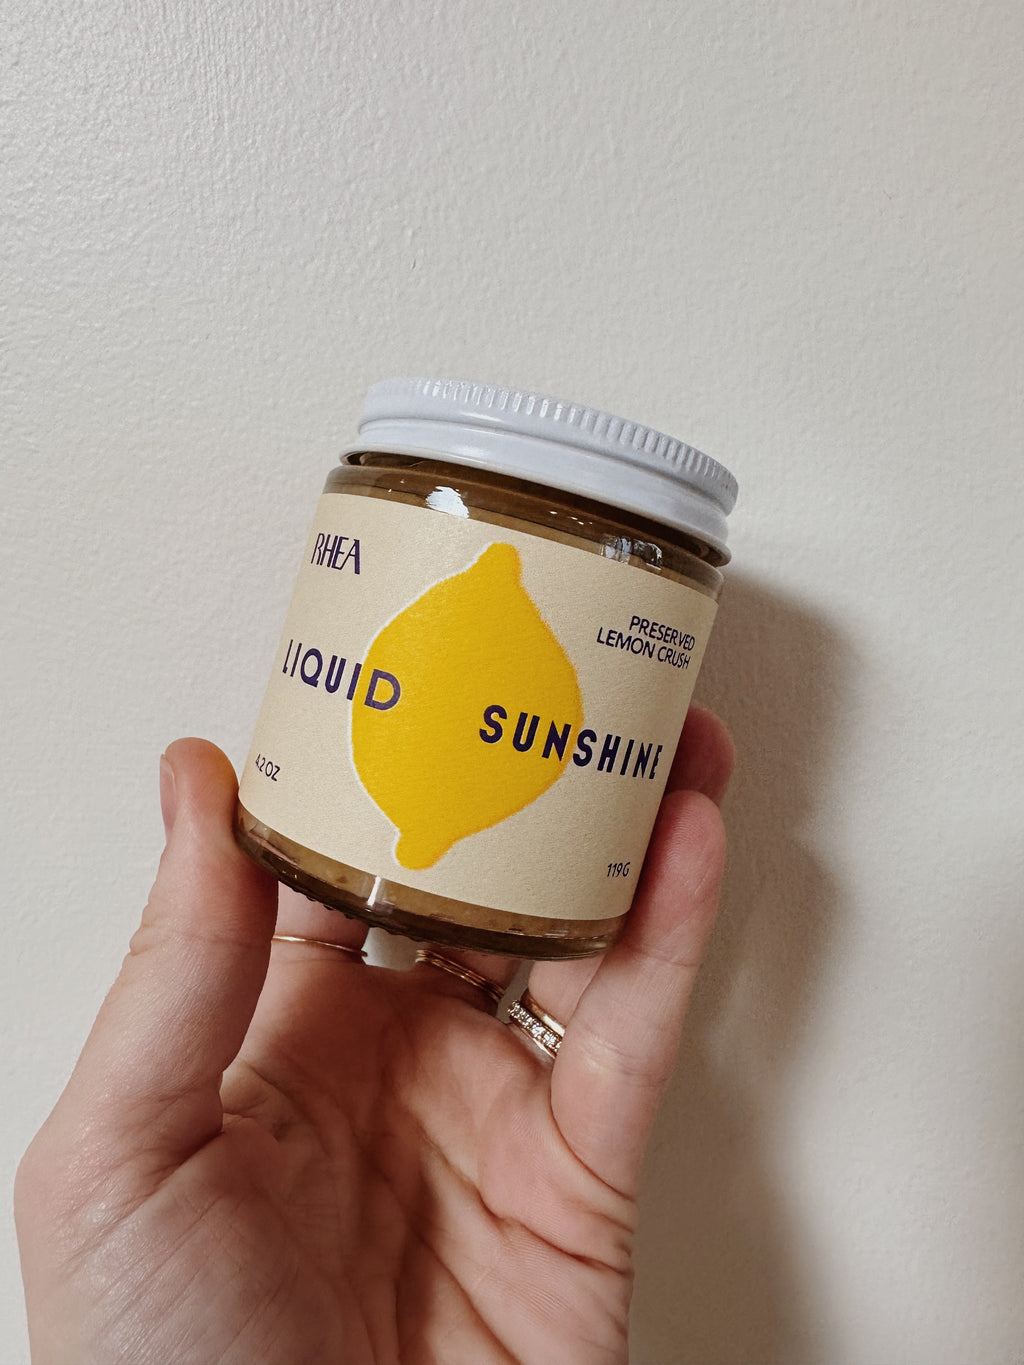 RHEA
PRESERVED
LEMON CRUSH
LIQUID SUNSHINE
4.2 OZ
119G